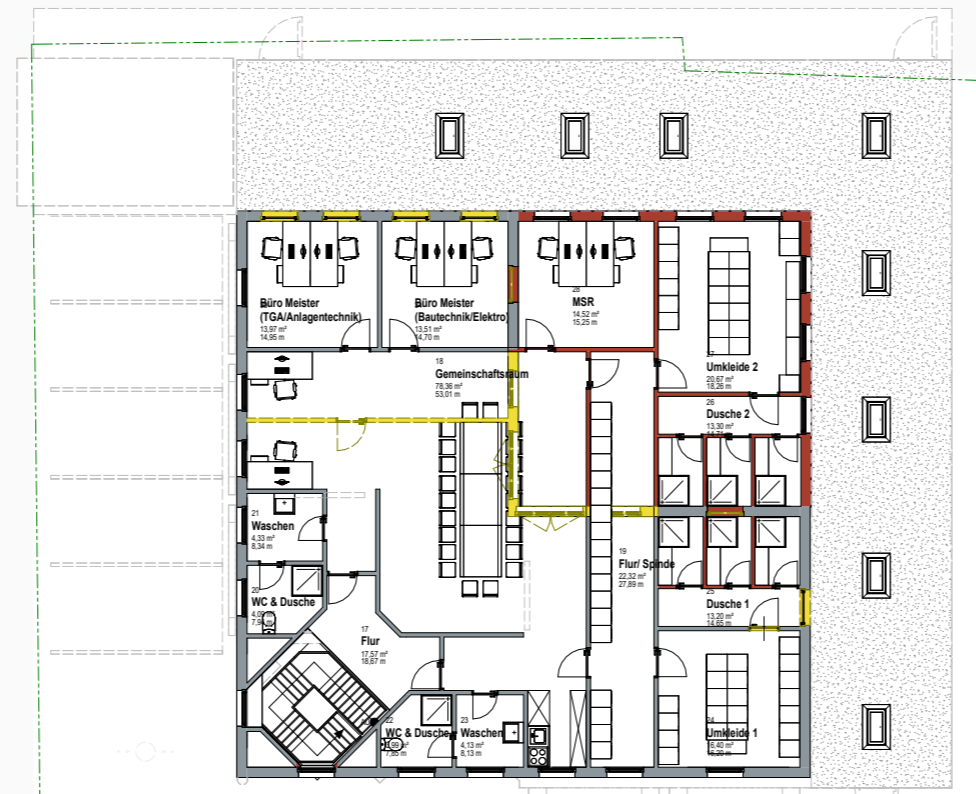 28
Büro Meister
(TGA/Anlagentechnik)
13,97 m²
14,95 m
Büro Meister
(Bautechnik/Elektro)
13,51 m²
14,70 m
MSR
14,52 m²
15,25 m
18
Gemeinschaftsraum
78,36 m²
53,01 m
Umkleide 2
20,67 m²
18,26 m
26
Dusche 2
13,30 m²
21
Waschen
4,33 m²
8,34 m
19
Flur/ Spinde
22,32 m²
27,89 m
20
WC & Dusche
25
Dusche 1
13,20 m²
14,65 m
17
Flur
17,57 m²
18,67 m
22
WC & Dusche
7,85 m
23
Waschen
4,13 m²
8,13 m
24
Umkleide 1
16,40 m²